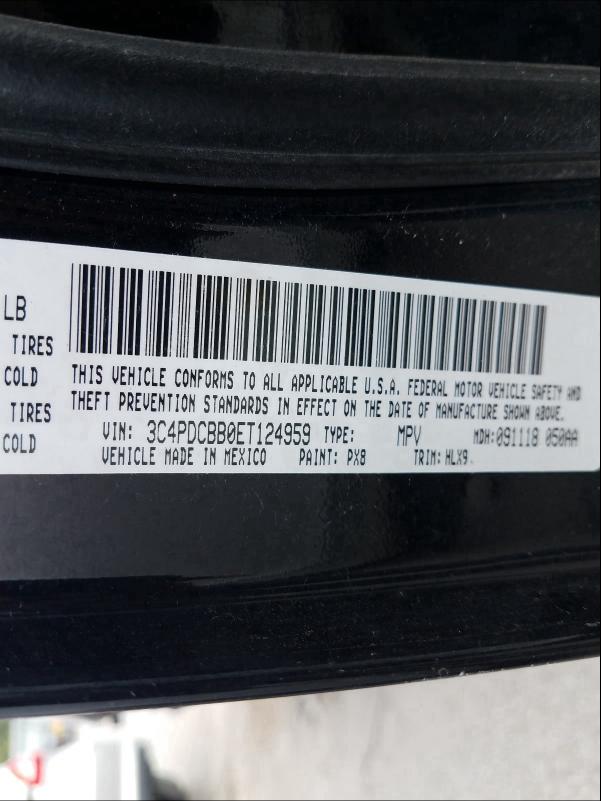 LB
TIRES
COLD
TIRES
COLD
THIS VEHICLE CONFORMS TO ALL APPLICABLE U.S.A. FEDERAL MOTOR VEHICLE SAFETY AND
THEFT PREVENTION STANDARDS IN EFFECT ON THE DATE OF MANUFACTURE SHOWN ABOVE.
VIN: 3C4PDCBB0ET124959 TYPE: MPV MDH: 091118 050AA
VEHICLE MADE IN MEXICO PAINT: PX8 TRIM: HLX9